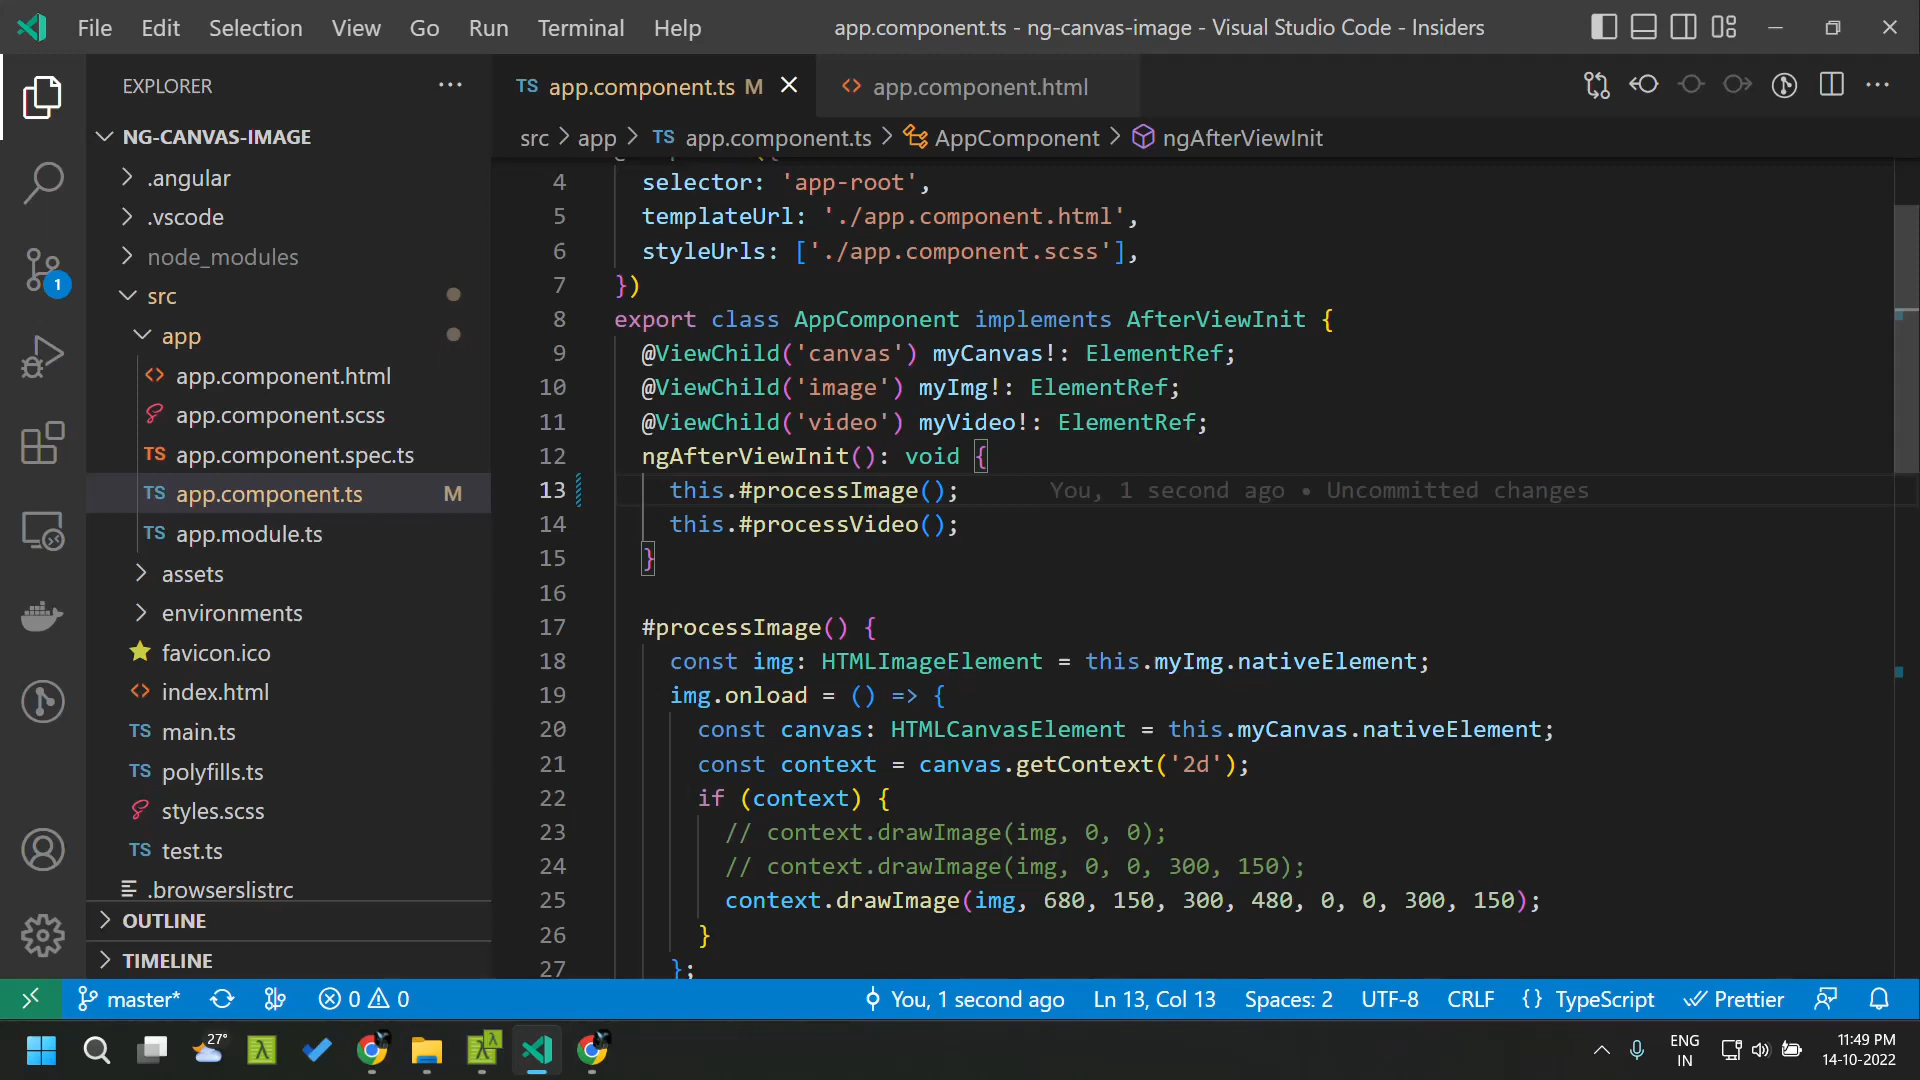 File Edit Selection View Go Run Terminal Help
app.component.ts - ng-canvas-image - Visual Studio Code - Insiders
EXPLORER
NG-CANVAS-IMAGE
.angular
.vscode
node_modules
src
app
<> app.component.html
app.component.scss
TS app.component.spec.ts
TS app.component.ts M
TS app.module.ts
assets
environments
favicon.ico
<> index.html
TS main.ts
TS polyfills.ts
styles.scss
TS test.ts
.browserslistrc
OUTLINE
TIMELINE
1
TS app.component.ts M
<> app.component.html
src > app > TS app.component.ts > AppComponent > ngAfterViewInit
4 selector: 'app-root',
5 templateUrl: './app.component.html',
6 styleUrls: ['./app.component.scss'],
7 })
8 export class AppComponent implements AfterViewInit {
9 @ViewChild('canvas') myCanvas!: ElementRef;
10 @ViewChild('image') myImg!: ElementRef;
11 @ViewChild('video') myVideo!: ElementRef;
12 ngAfterViewInit(): void {
13 this.#processImage(); You, 1 second ago • Uncommitted changes
14 this.#processVideo();
15 }
16
17 #processImage() {
18 const img: HTMLImageElement = this.myImg.nativeElement;
19 img.onload = () => {
20 const canvas: HTMLCanvasElement = this.myCanvas.nativeElement;
21 const context = canvas.getContext('2d');
22 if (context) {
23 // context.drawImage(img, 0, 0);
24 // context.drawImage(img, 0, 0, 300, 150);
25 context.drawImage(img, 680, 150, 300, 480, 0, 0, 300, 150);
26 }
27 };
master* 0 0 You, 1 second ago Ln 13, Col 13 Spaces: 2 UTF-8 CRLF {} TypeScript Prettier
27°
ENG
IN
11:49 PM
14-10-2022